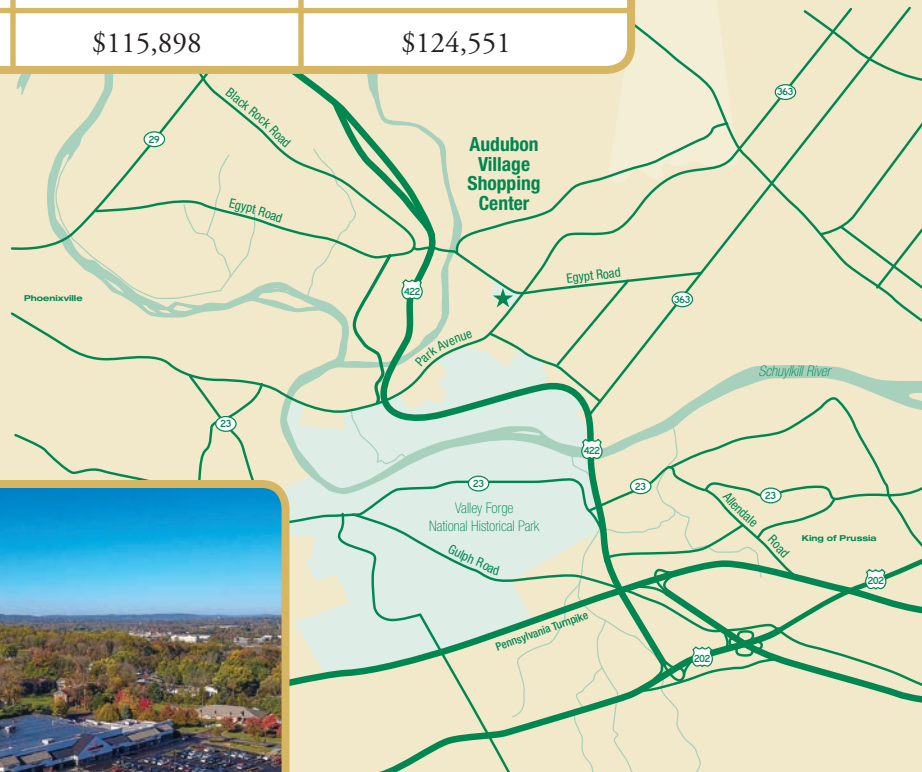 $115,898
$124,551
363
Black Rock Road
29
Audubon
Village
Shopping
Center
Egypt Road
Egypt Road
422
Phoenixville
363
Park Avenue
Schuylkill River
23
422
23
23
23
Valley Forge
National Historical Park
Allendale
Road
King of Prussia
Gulph Road
202
Pennsylvania Turnpike
202